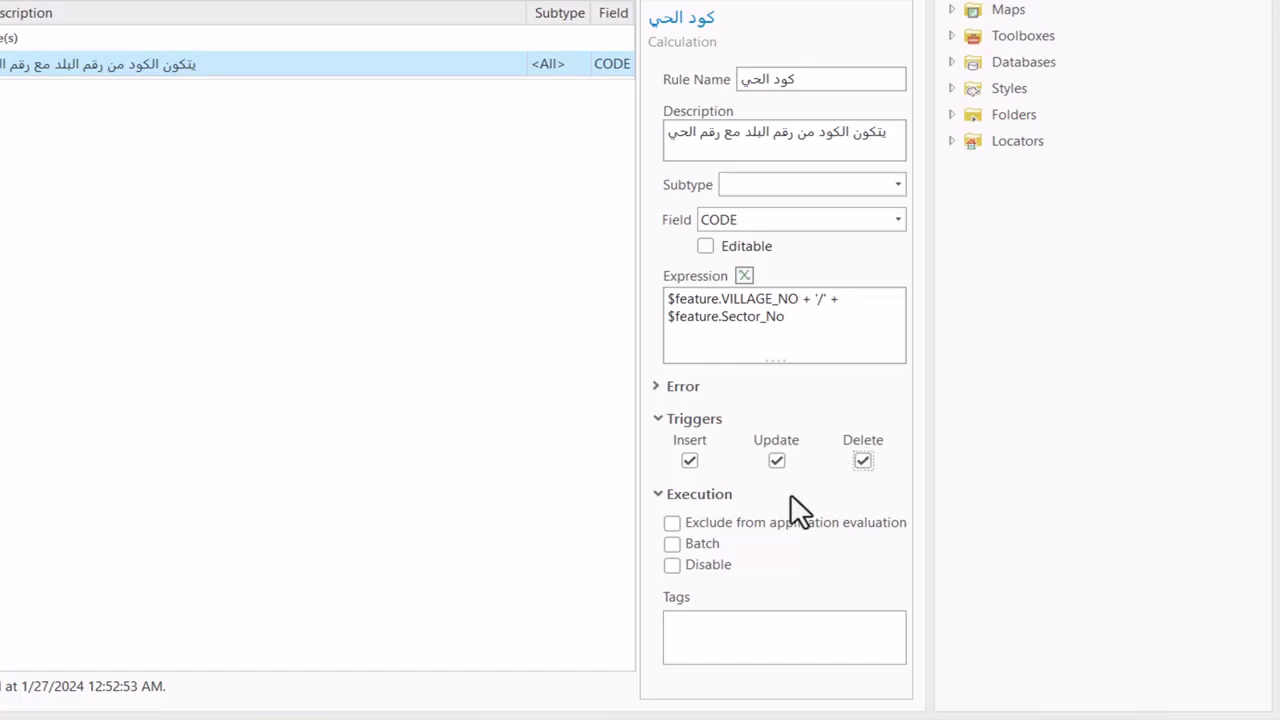 scription Subtype Field
e(s)
يتكون الكود من رقم البلد مع رقم ال <All> CODE
at 1/27/2024 12:52:53 AM.
كود الحي
Calculation
Rule Name كود الحي
Description
يتكون الكود من رقم البلد مع رقم الحي
Subtype
Field CODE
Editable
Expression
$feature.VILLAGE_NO + '/' +
$feature.Sector_No
Error
Triggers
Insert Update Delete
Execution
Exclude from application evaluation
Batch
Disable
Tags
Maps
Toolboxes
Databases
Styles
Folders
Locators